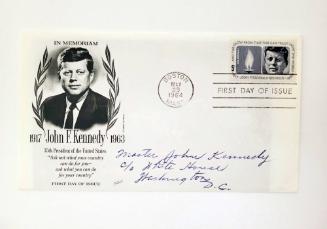 IN MEMORIAM
1917 John F. Kennedy 1963
35th President of the United States
"Ask not what your country
can do for you—
ask what you can do
for your country"
FIRST DAY OF ISSUE
BOSTON
MAY
29
1964
MASS.
FIRST DAY OF ISSUE
Master John Kennedy
c/o White House
Washington
D.C.